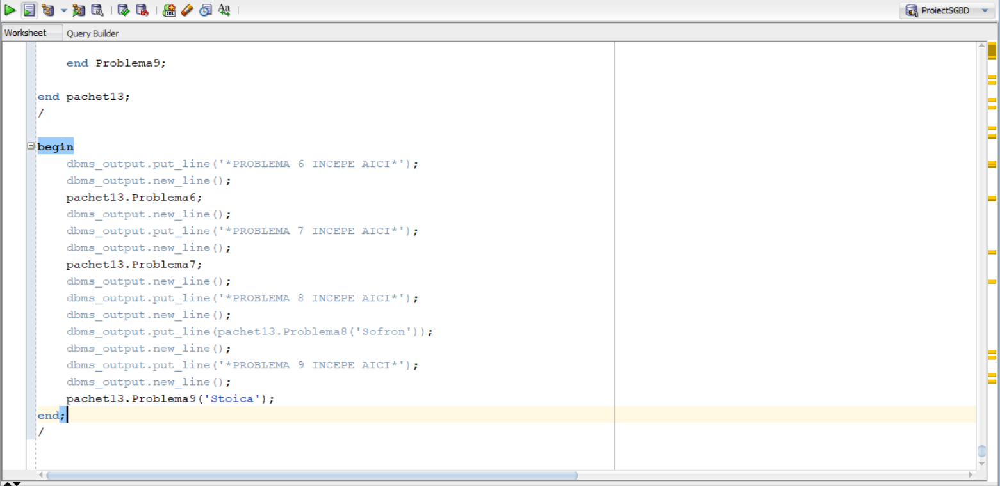 SQL
Aa
ProiectSGBD
Worksheet
Query Builder
end Problema9;
end pachet13;
/
begin
dbms_output.put_line('*PROBLEMA 6 INCEPE AICI*');
dbms_output.new_line();
pachet13.Problema6;
dbms_output.new_line();
dbms_output.put_line('*PROBLEMA 7 INCEPE AICI*');
dbms_output.new_line();
pachet13.Problema7;
dbms_output.new_line();
dbms_output.put_line('*PROBLEMA 8 INCEPE AICI*');
dbms_output.new_line();
dbms_output.put_line(pachet13.Problema8('Sofron'));
dbms_output.new_line();
dbms_output.put_line('*PROBLEMA 9 INCEPE AICI*');
dbms_output.new_line();
pachet13.Problema9('Stoica');
end;
/